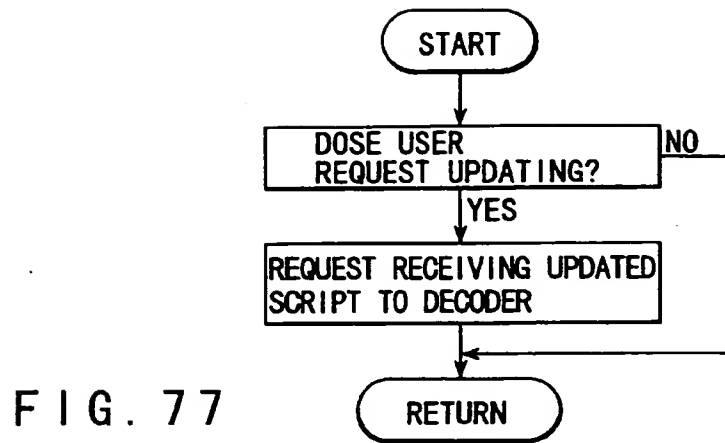 START
DOSE USER
REQUEST UPDATING?
NO
YES
REQUEST RECEIVING UPDATED
SCRIPT TO DECODER
RETURN
FIG. 77